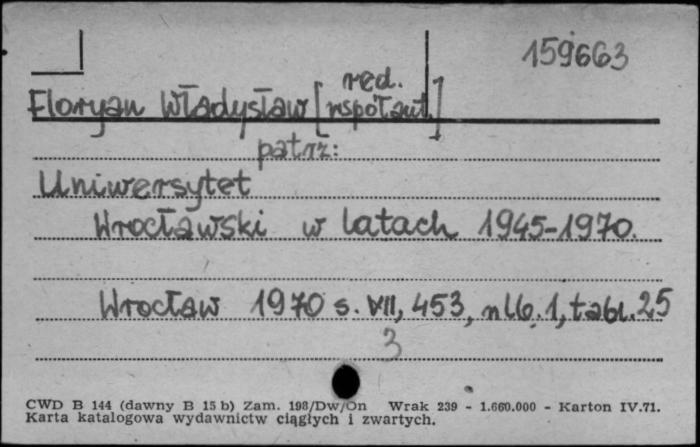 159663
red.
Floryan Władysław [współaut.]
patrz:
Uniwersytet
Wrocławski w latach 1945-1970.
Wrocław 1970 s. VII, 453, nlb. 1, tabl. 25
3
CWD B 144 (dawny B 15 b) Zam. 198/Dw/On Wrak 239 - 1.660.000 - Karton IV.71.
Karta katalogowa wydawnictw ciągłych i zwartych.